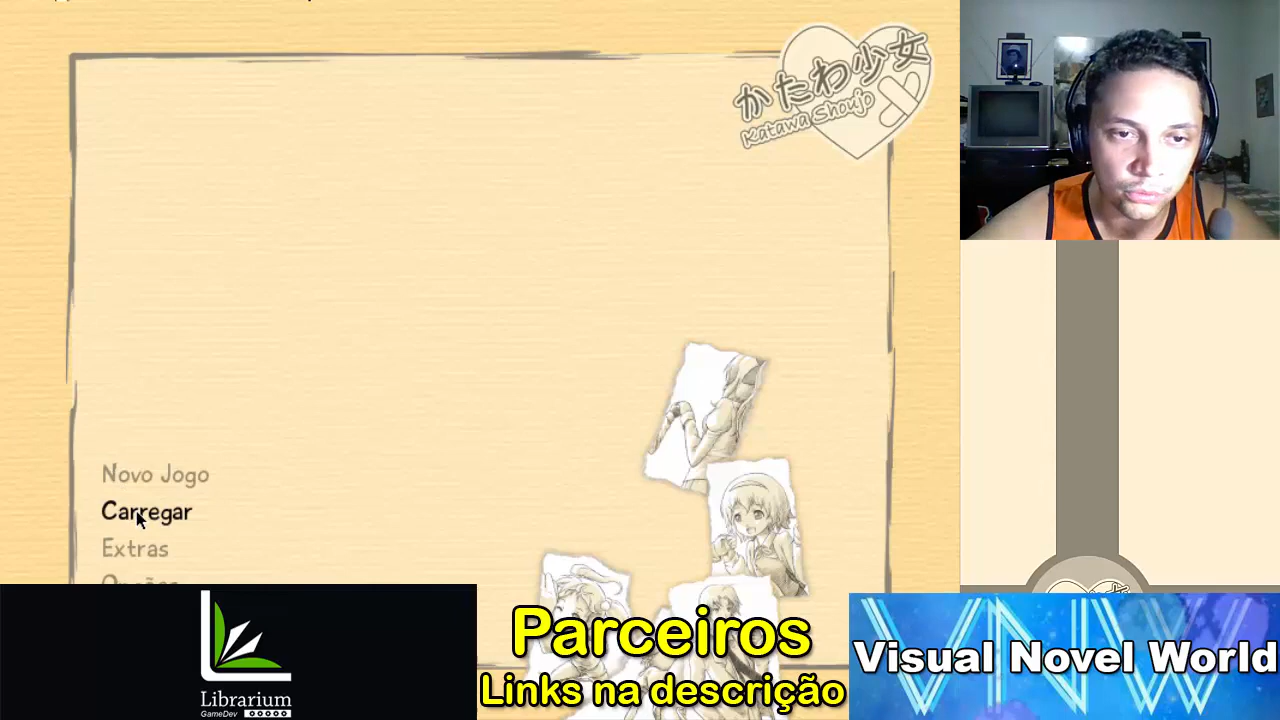 かたわ少女
Katawa Shoujo
Novo Jogo
Carregar
Extras
Opções
Parceiros
Links na descrição
Librarium
GameDev
VNW
Visual Novel World